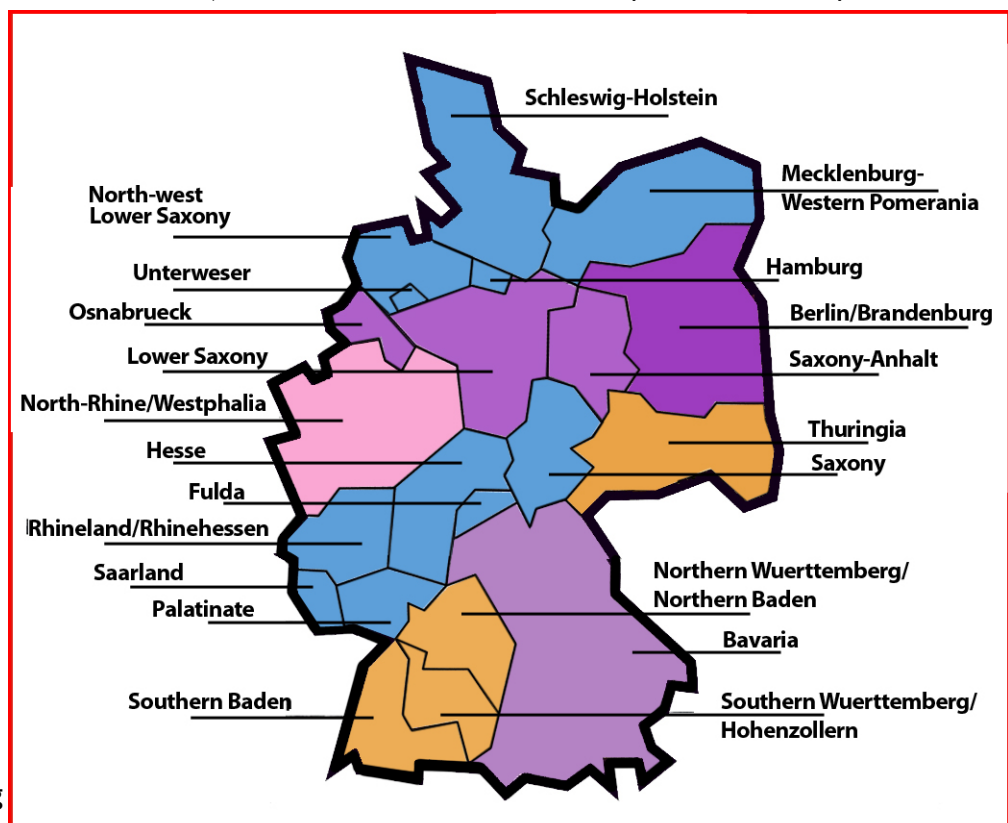 Schleswig-Holstein
Mecklenburg-
Western Pomerania
North-west
Lower Saxony
Unterweser
Hamburg
Osnabrueck
Berlin/Brandenburg
Lower Saxony
Saxony-Anhalt
North-Rhine/Westphalia
Thuringia
Hesse
Saxony
Fulda
Rhineland/Rhinehessen
Saarland
Northern Wuerttemberg/
Northern Baden
Palatinate
Bavaria
Southern Baden
Southern Wuerttemberg/
Hohenzollern